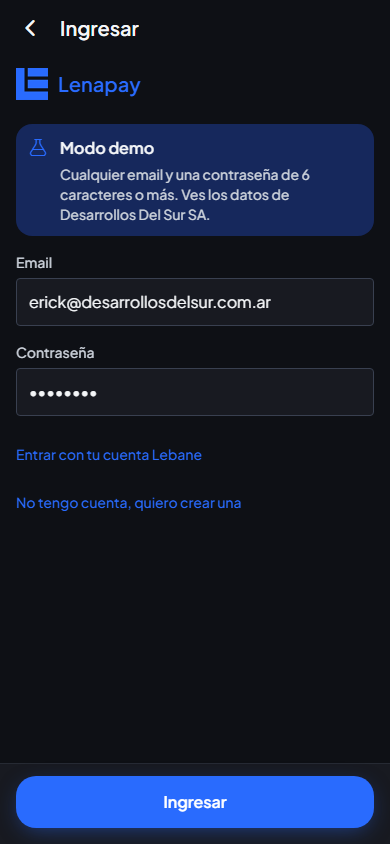 Ingresar
Lenapay
Modo demo
Cualquier email y una contraseña de 6
caracteres o más. Ves los datos de
Desarrollos Del Sur SA.
Email
erick@desarrollosdelsur.com.ar
Contraseña
••••••••
Entrar con tu cuenta Lebane
No tengo cuenta, quiero crear una
Ingresar